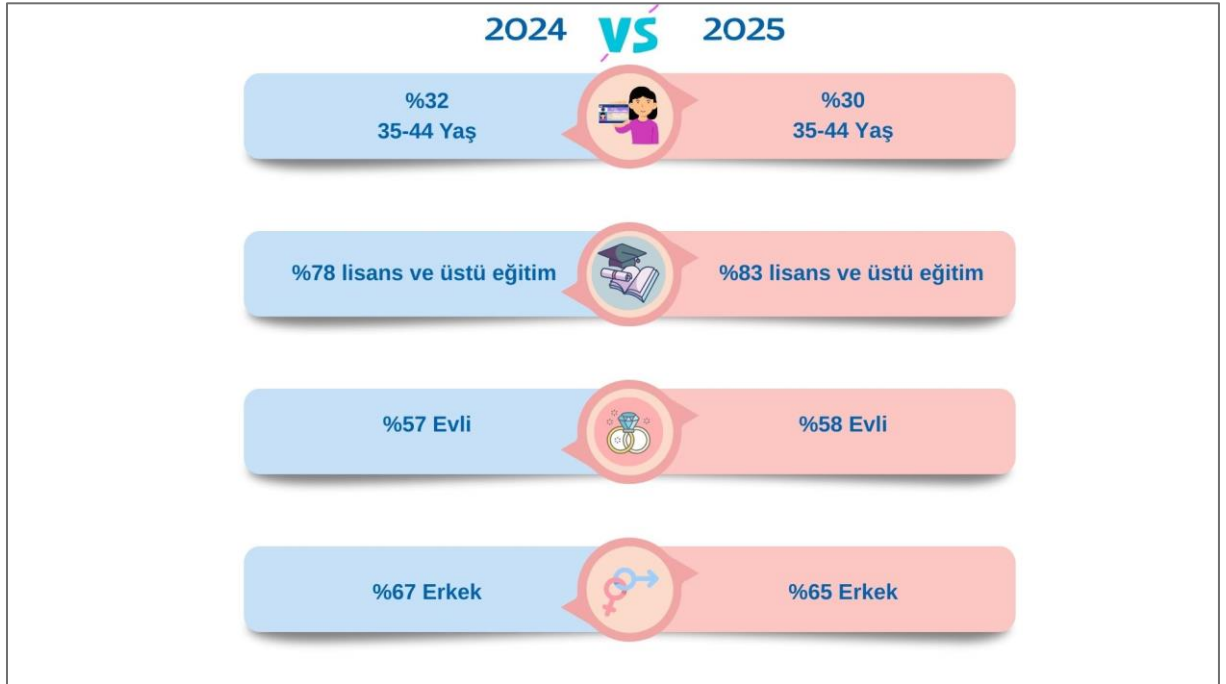 2024 VS 2025
%32
35-44 Yaş
%30
35-44 Yaş
%78 lisans ve üstü eğitim
%83 lisans ve üstü eğitim
%57 Evli
%58 Evli
%67 Erkek
%65 Erkek